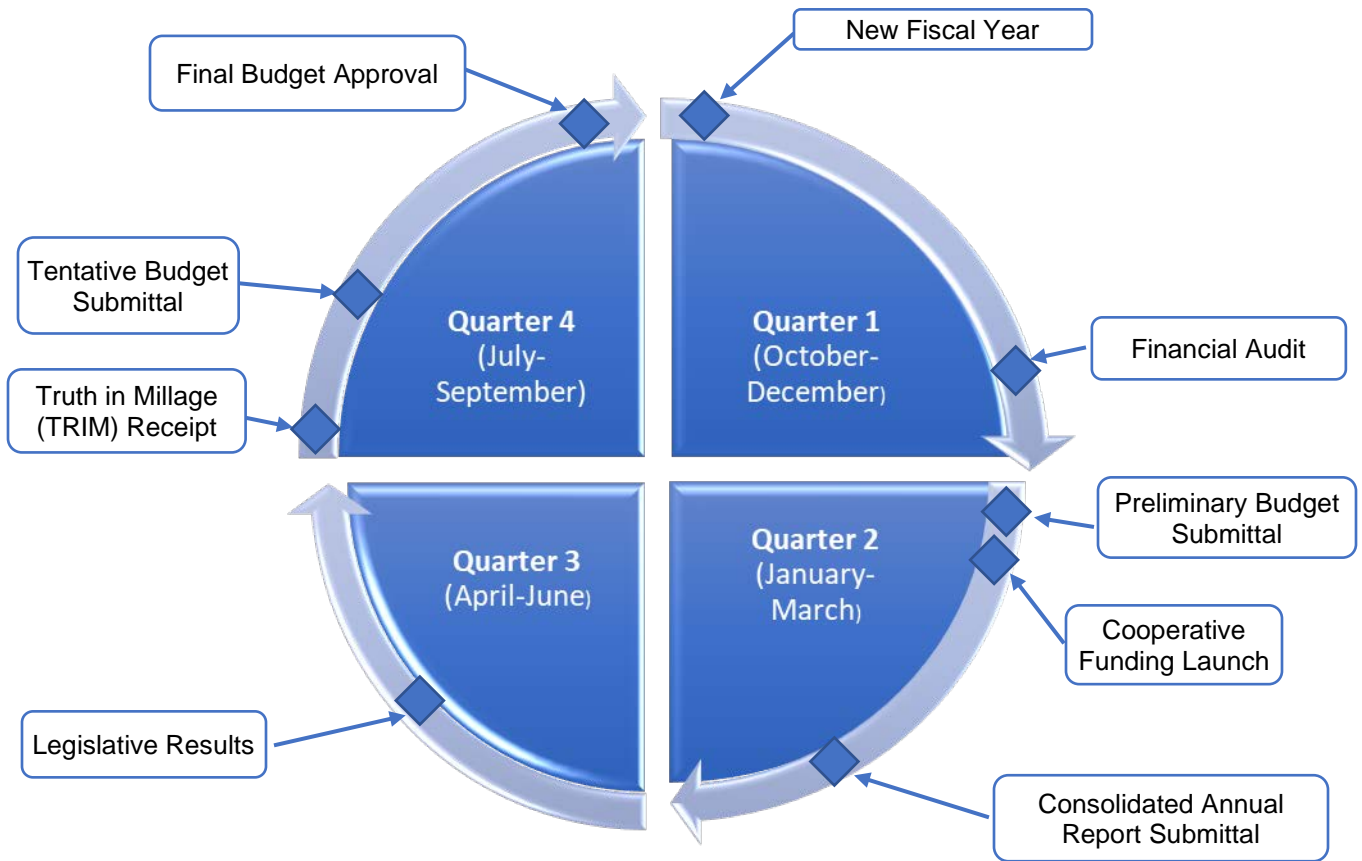 New Fiscal Year
Final Budget Approval
Tentative Budget
Submittal
Truth in Millage
(TRIM) Receipt
Quarter 4
(July-
September)
Quarter 1
(October-
December)
Financial Audit
Preliminary Budget
Submittal
Quarter 3
(April-June)
Quarter 2
(January-
March)
Cooperative
Funding Launch
Legislative Results
Consolidated Annual
Report Submittal